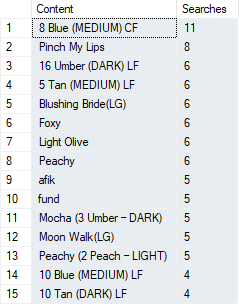 Content Searches
1 8 Blue (MEDIUM) CF 11
2 Pinch My Lips 8
3 16 Umber (DARK) LF 6
4 5 Tan (MEDIUM) LF 6
5 Blushing Bride(LG) 6
6 Foxy 6
7 Light Olive 6
8 Peachy 6
9 afik 5
10 fund 5
11 Mocha (3 Umber – DARK) 5
12 Moon Walk(LG) 5
13 Peachy (2 Peach – LIGHT) 5
14 10 Blue (MEDIUM) LF 4
15 10 Tan (DARK) LF 4